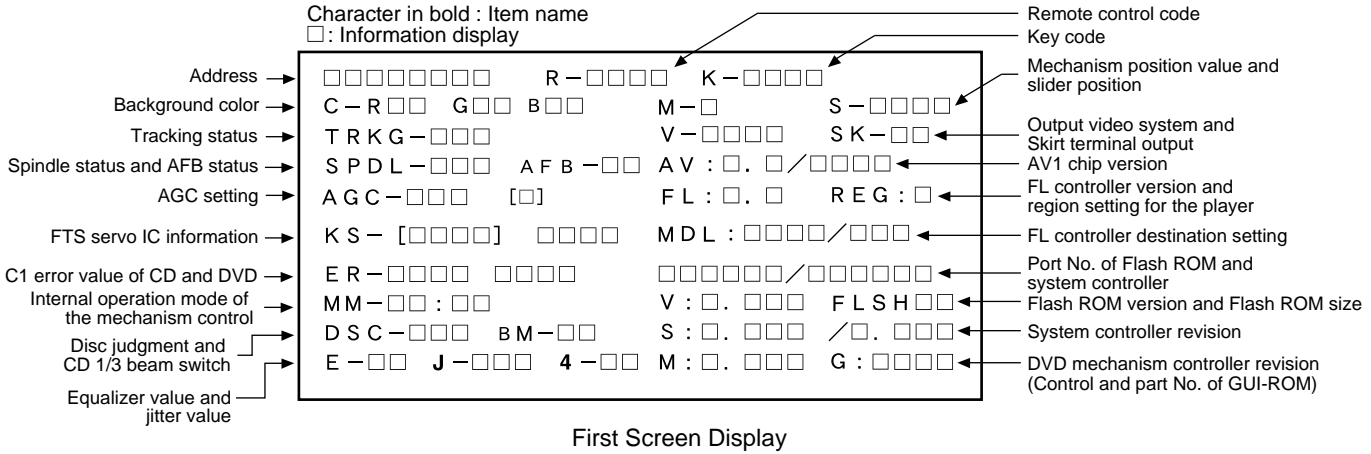 Character in bold : Item name
□ : Information display
Remote control code
Key code
Mechanism position value and
slider position
Output video system and
Skirt terminal output
AV1 chip version
FL controller version and
region setting for the player
FL controller destination setting
Port No. of Flash ROM and
system controller
Flash ROM version and Flash ROM size
System controller revision
DVD mechanism controller revision
(Control and part No. of GUI-ROM)
Address
Background color
Tracking status
Spindle status and AFB status
AGC setting
FTS servo IC information
C1 error value of CD and DVD
Internal operation mode of
the mechanism control
Disc judgment and
CD 1/3 beam switch
Equalizer value and
jitter value
□□□□□□□□ R−□□□□ K−□□□□
C−R□□ G□□ B□□ M−□ S−□□□□
TRKG−□□□ V−□□□□ SK−□□
SPDL−□□□ AFB−□□ AV:□.□/□□□□
AGC−□□□ [□] FL:□.□ REG:□
KS−[□□□□] □□□□ MDL:□□□□/□□□
ER−□□□□ □□□□ □□□□□□/□□□□□□
MM−□□:□□ V:□.□□□ FLSH□□
DSC−□□□ BM−□□ S:□.□□□ /□.□□□
E−□□ J−□□□ 4−□□ M:□.□□□ G:□□□□
First Screen Display